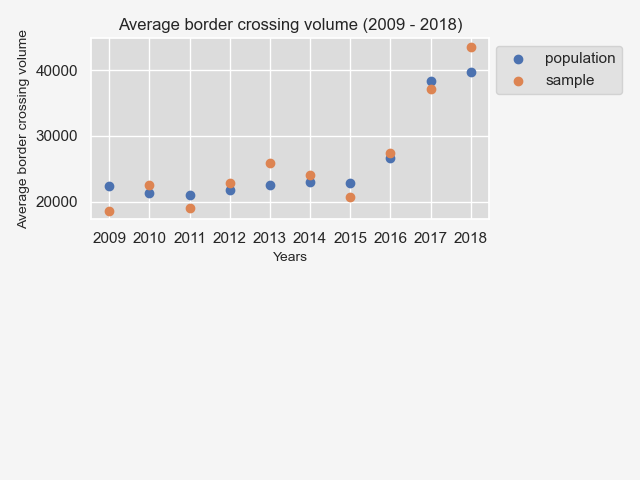 Average border crossing volume (2009 - 2018)
Average border crossing volume
40000
30000
20000
2009 2010 2011 2012 2013 2014 2015 2016 2017 2018
Years
population
sample